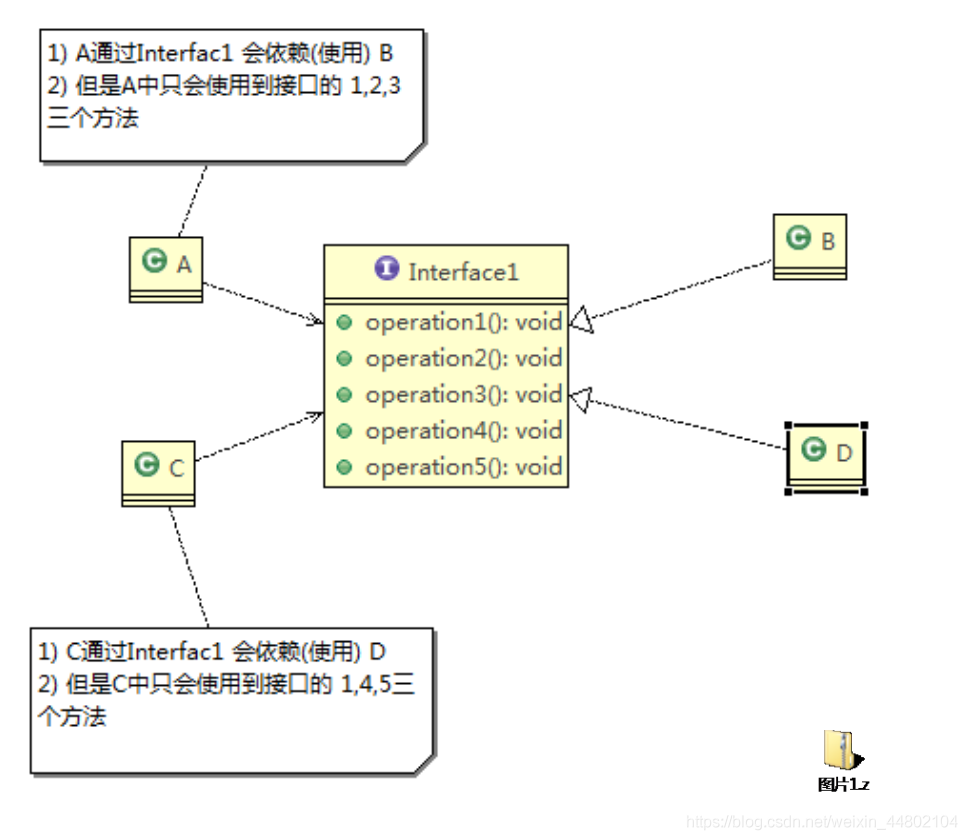 1) A通过Interfac1 会依赖(使用) B
2) 但是A中只会使用到接口的 1,2,3
三个方法
A
B
Interface1
operation1(): void
operation2(): void
operation3(): void
operation4(): void
operation5(): void
C
D
1) C通过Interfac1 会依赖(使用) D
2) 但是C中只会使用到接口的 1,4,5三
个方法
图片1.z
https://blog.csdn.net/weixin_44802104